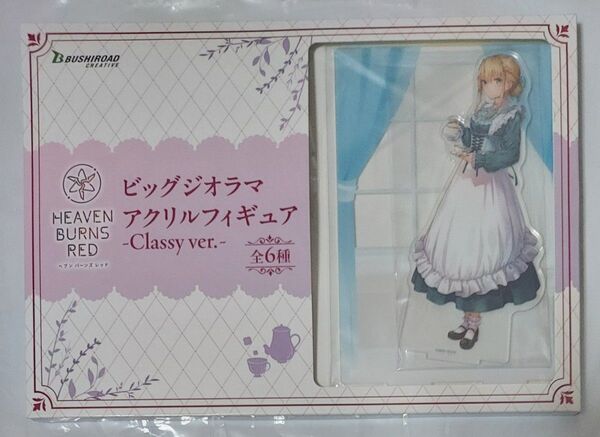 BUSHIROAD
CREATIVE
HEAVEN
BURNS
RED
ヘブン バーンズ レッド
ビッグジオラマ
アクリルフィギュア
-Classy ver.-
全6種